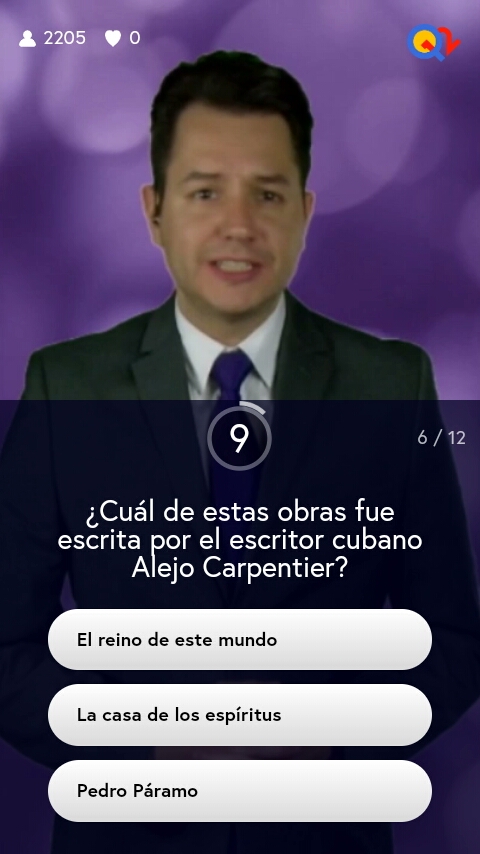 2205 0
9
6 / 12
¿Cuál de estas obras fue
escrita por el escritor cubano
Alejo Carpentier?
El reino de este mundo
La casa de los espíritus
Pedro Páramo